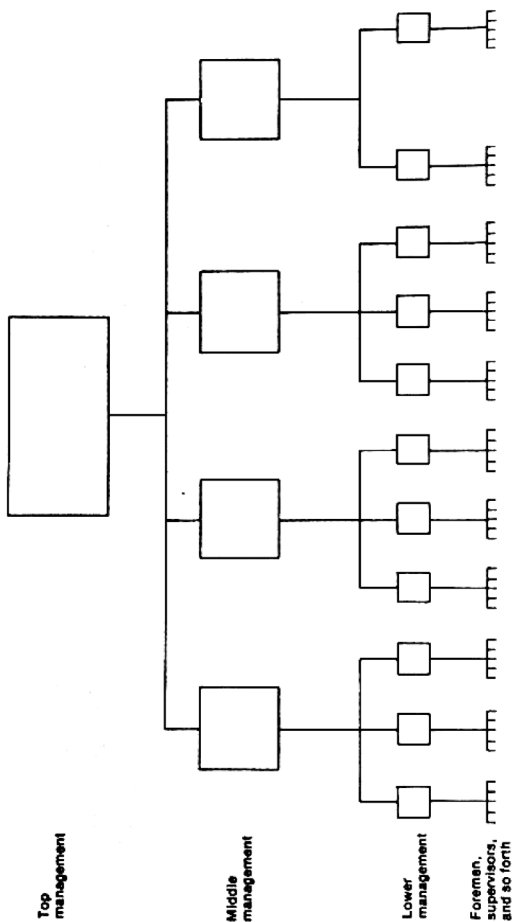 Top
management
Middle
management
Lower
management
Foremen,
supervisors,
and so forth